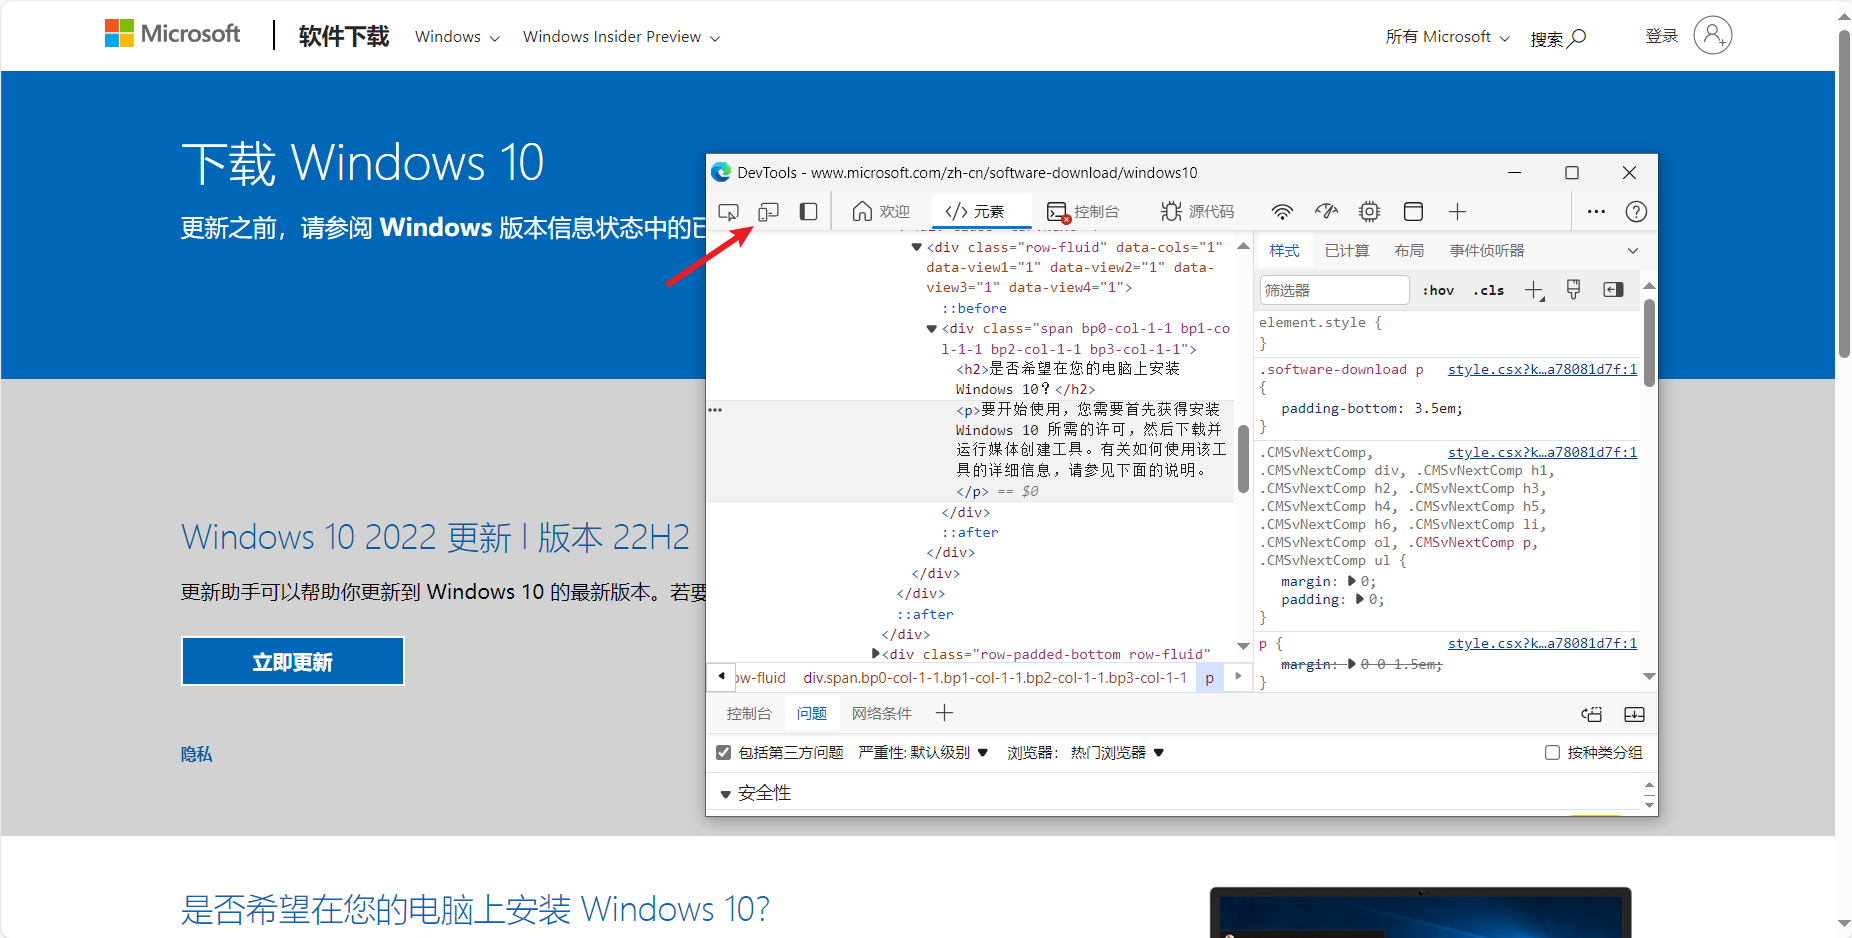 Microsoft
软件下载
Windows
Windows Insider Preview
所有 Microsoft
搜索
登录
下载 Windows 10
更新之前，请参阅 Windows 版本信息状态中的已
Windows 10 2022 更新 | 版本 22H2
更新助手可以帮助你更新到 Windows 10 的最新版本。若要
立即更新
隐私
是否希望在您的电脑上安装 Windows 10?
DevTools - www.microsoft.com/zh-cn/software-download/windows10
欢迎
</> 元素
控制台
源代码
<div class="row-fluid" data-cols="1"
data-view1="1" data-view2="1" data-
view3="1" data-view4="1">
::before
<div class="span bp0-col-1-1 bp1-co
l-1-1 bp2-col-1-1 bp3-col-1-1">
<h2>是否希望在您的电脑上安装
Windows 10？</h2>
<p>要开始使用，您需要首先获得安装
Windows 10 所需的许可，然后下载并
运行媒体创建工具。有关如何使用该工
具的详细信息，请参见下面的说明。
</p> == $0
</div>
::after
</div>
</div>
</div>
::after
</div>
<div class="row-padded-bottom row-fluid"
ow-fluid
div.span.bp0-col-1-1.bp1-col-1-1.bp2-col-1-1.bp3-col-1-1
p
样式
已计算
布局
事件侦听器
筛选器
:hov
.cls
element.style {
}
.software-download p
style.csx?k…a78081d7f:1
{
padding-bottom: 3.5em;
}
.CMSvNextComp,
style.csx?k…a78081d7f:1
.CMSvNextComp div, .CMSvNextComp h1,
.CMSvNextComp h2, .CMSvNextComp h3,
.CMSvNextComp h4, .CMSvNextComp h5,
.CMSvNextComp h6, .CMSvNextComp li,
.CMSvNextComp ol, .CMSvNextComp p,
.CMSvNextComp ul {
margin: 0;
padding: 0;
}
p {
style.csx?k…a78081d7f:1
margin: 0 0 1.5em;
}
控制台
问题
网络条件
包括第三方问题
严重性: 默认级别
浏览器: 热门浏览器
按种类分组
安全性